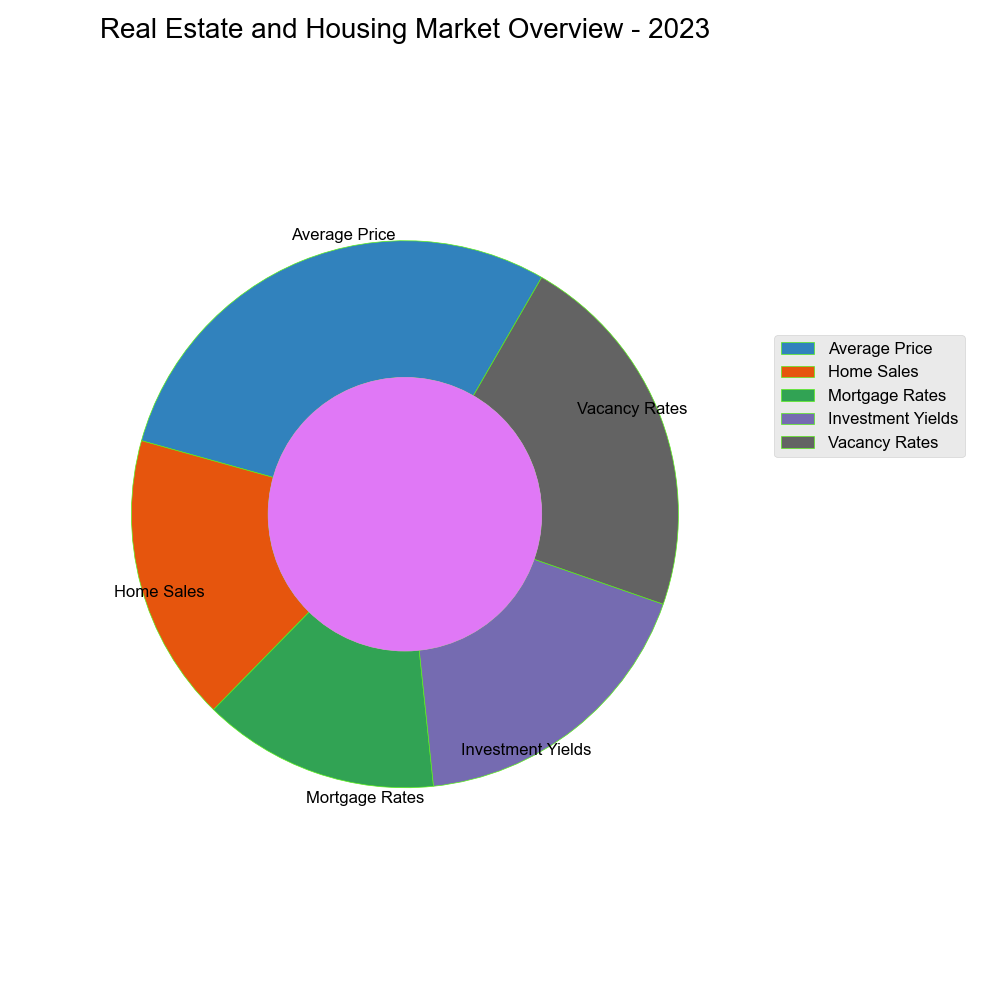 Real Estate and Housing Market Overview - 2023
Average Price
Vacancy Rates
Home Sales
Investment Yields
Mortgage Rates
Average Price
Home Sales
Mortgage Rates
Investment Yields
Vacancy Rates